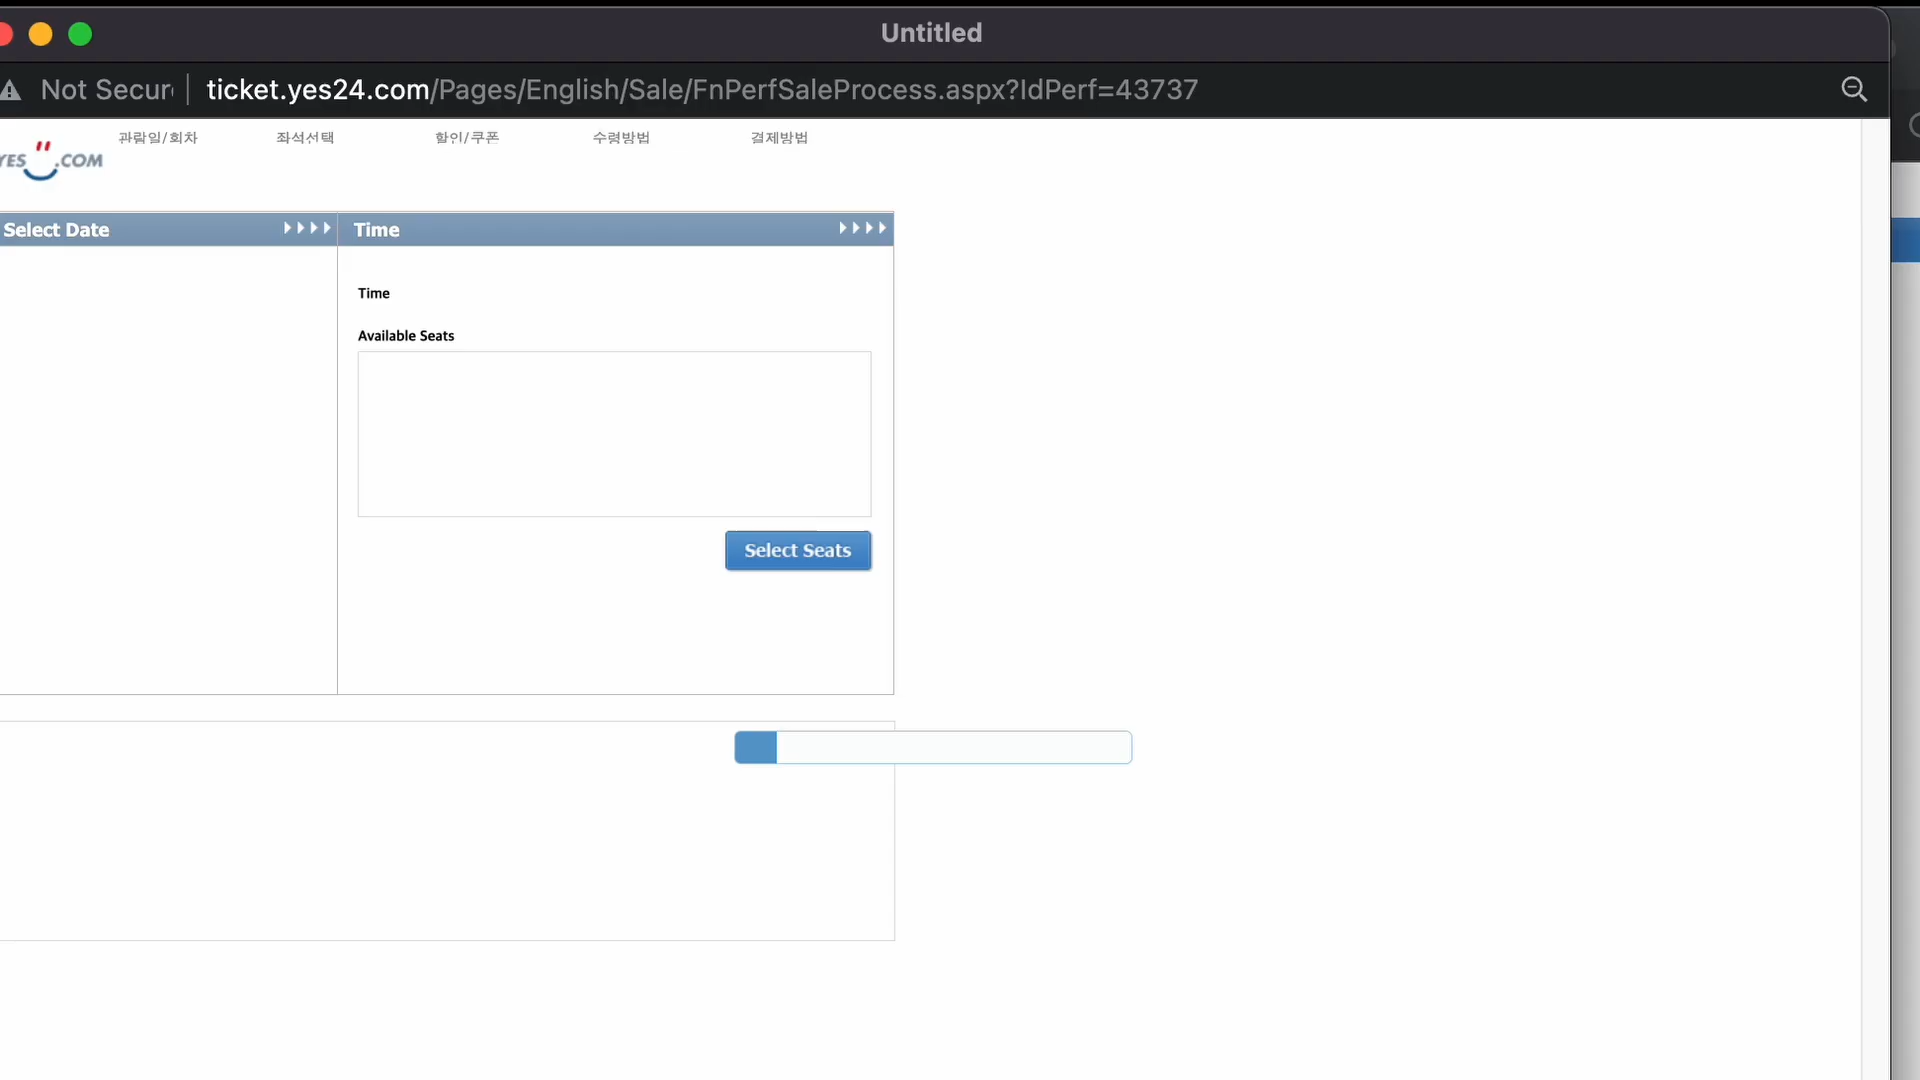 Untitled
Not Secur
ticket.yes24.com/Pages/English/Sale/FnPerfSaleProcess.aspx?IdPerf=43737
관람일/회차
좌석선택
할인/쿠폰
수령방법
결제방법
YES .COM
Select Date
Time
Time
Available Seats
Select Seats